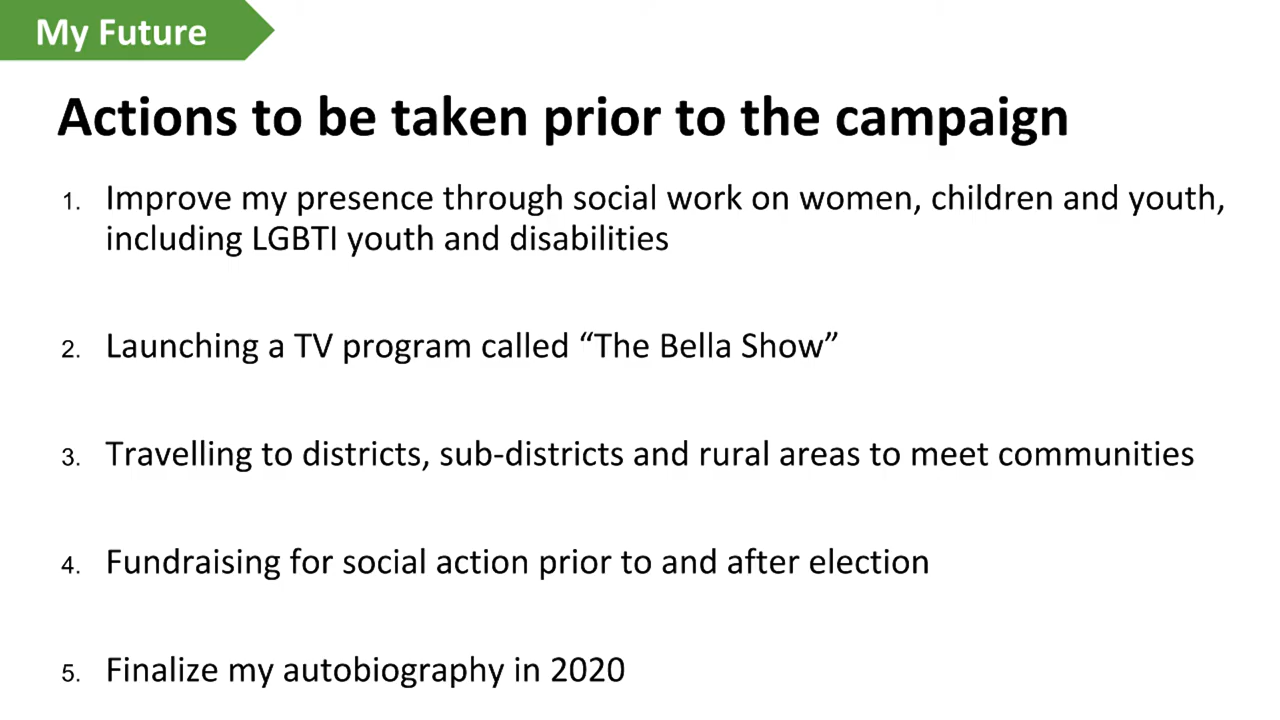 My Future
Actions to be taken prior to the campaign
1. Improve my presence through social work on women, children and youth,
including LGBTI youth and disabilities
2. Launching a TV program called “The Bella Show”
3. Travelling to districts, sub-districts and rural areas to meet communities
4. Fundraising for social action prior to and after election
5. Finalize my autobiography in 2020